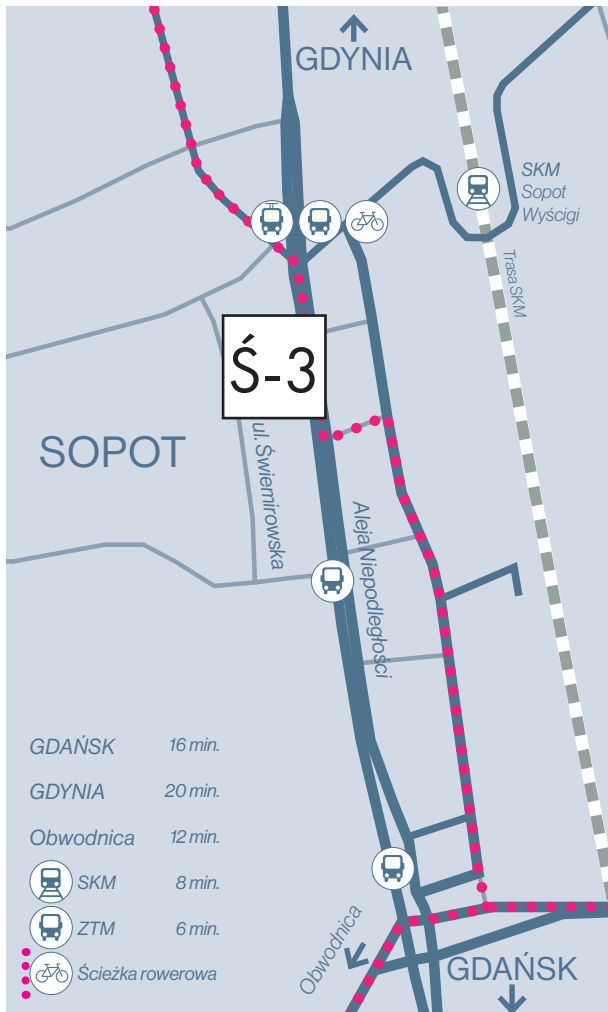 GDYNIA
SKM
Sopot
Wyścigi
Trasa SKM
Ś-3
SOPOT
ul. Świemirowska
Aleja Niepodległości
GDAŃSK 16 min.
GDYNIA 20 min.
Obwodnica 12 min.
SKM 8 min.
ZTM 6 min.
Ścieżka rowerowa
Obwodnica
GDAŃSK